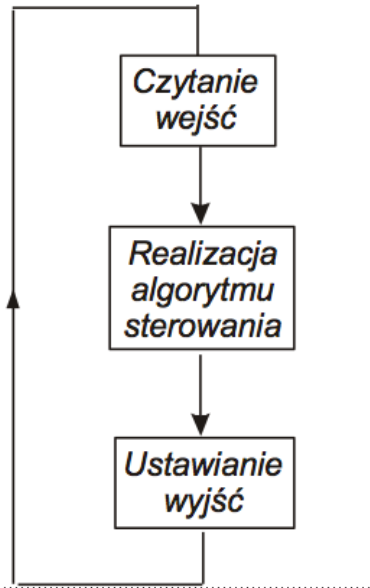 Czytanie
wejść
Realizacja
algorytmu
sterowania
Ustawianie
wyjść